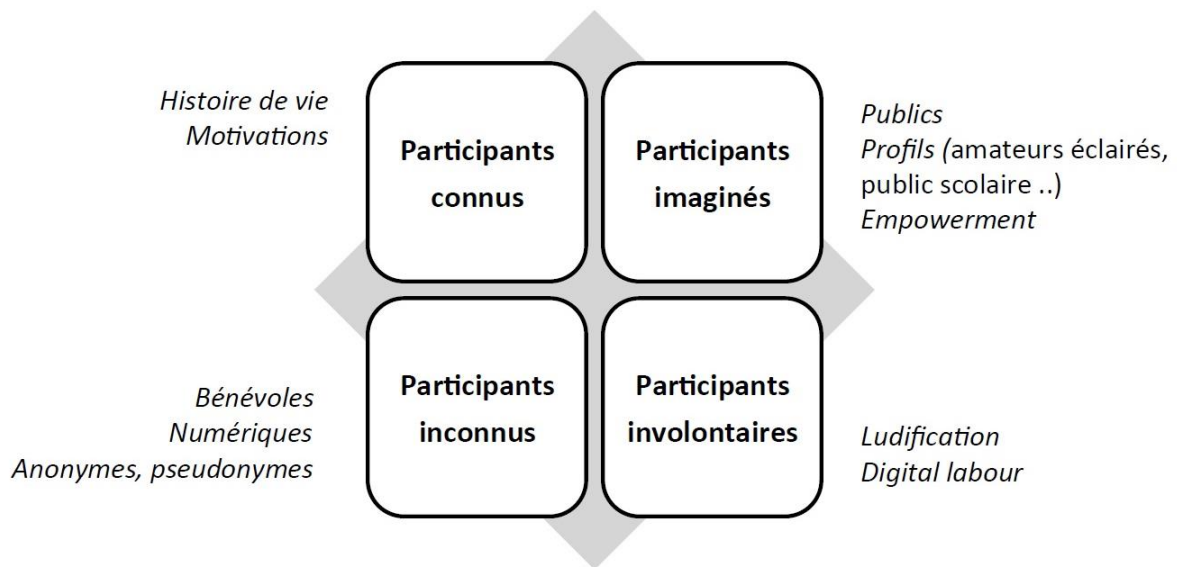 Histoire de vie
Motivations
Participants
connus
Participants
imaginés
Publics
Profils (amateurs éclairés,
public scolaire ..)
Empowerment
Bénévoles
Numériques
Anonymes, pseudonymes
Participants
inconnus
Participants
involontaires
Ludification
Digital labour